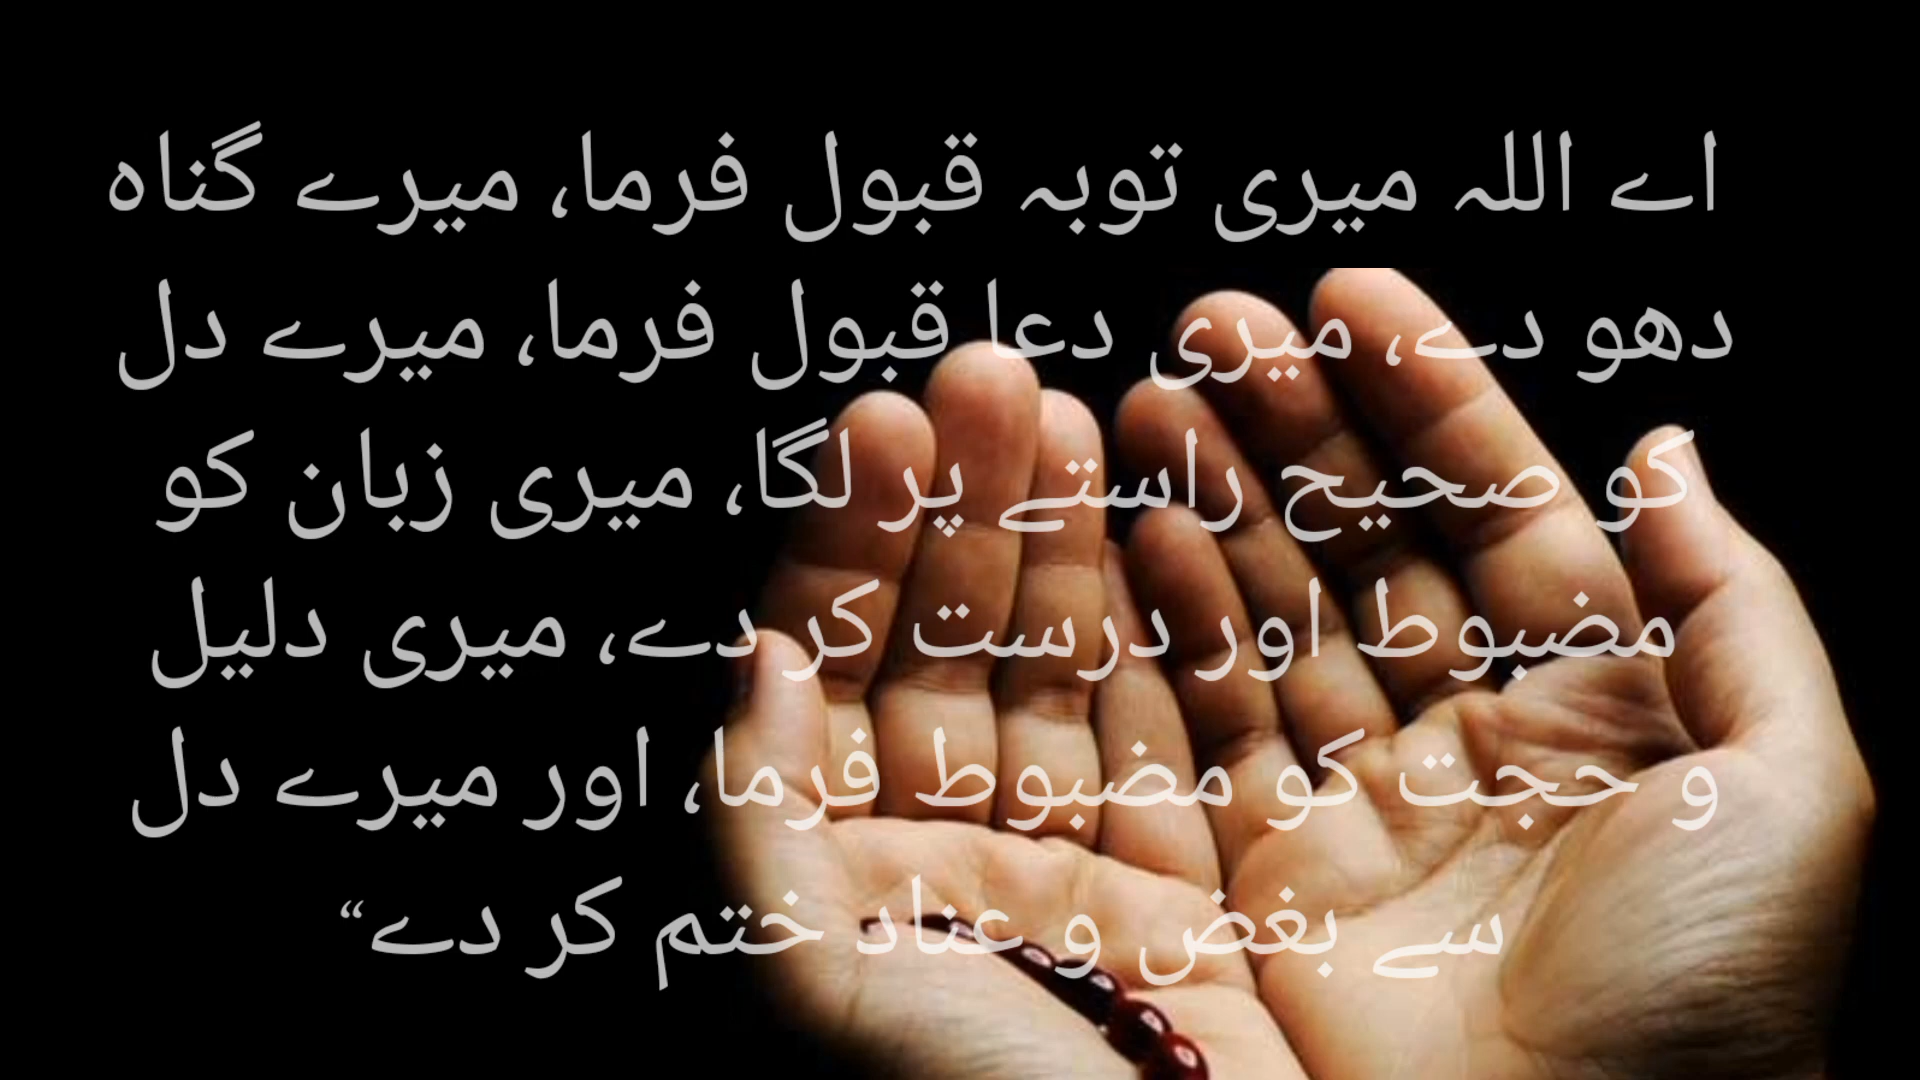 اے اللہ میری توبہ قبول فرما، میرے گناہ
دھو دے، میری دعا قبول فرما، میرے دل
کو صحیح راستے پر لگا، میری زبان کو
مضبوط اور درست کر دے، میری دلیل
و حجت کو مضبوط فرما، اور میرے دل
سے بغض و عناد ختم کر دے“